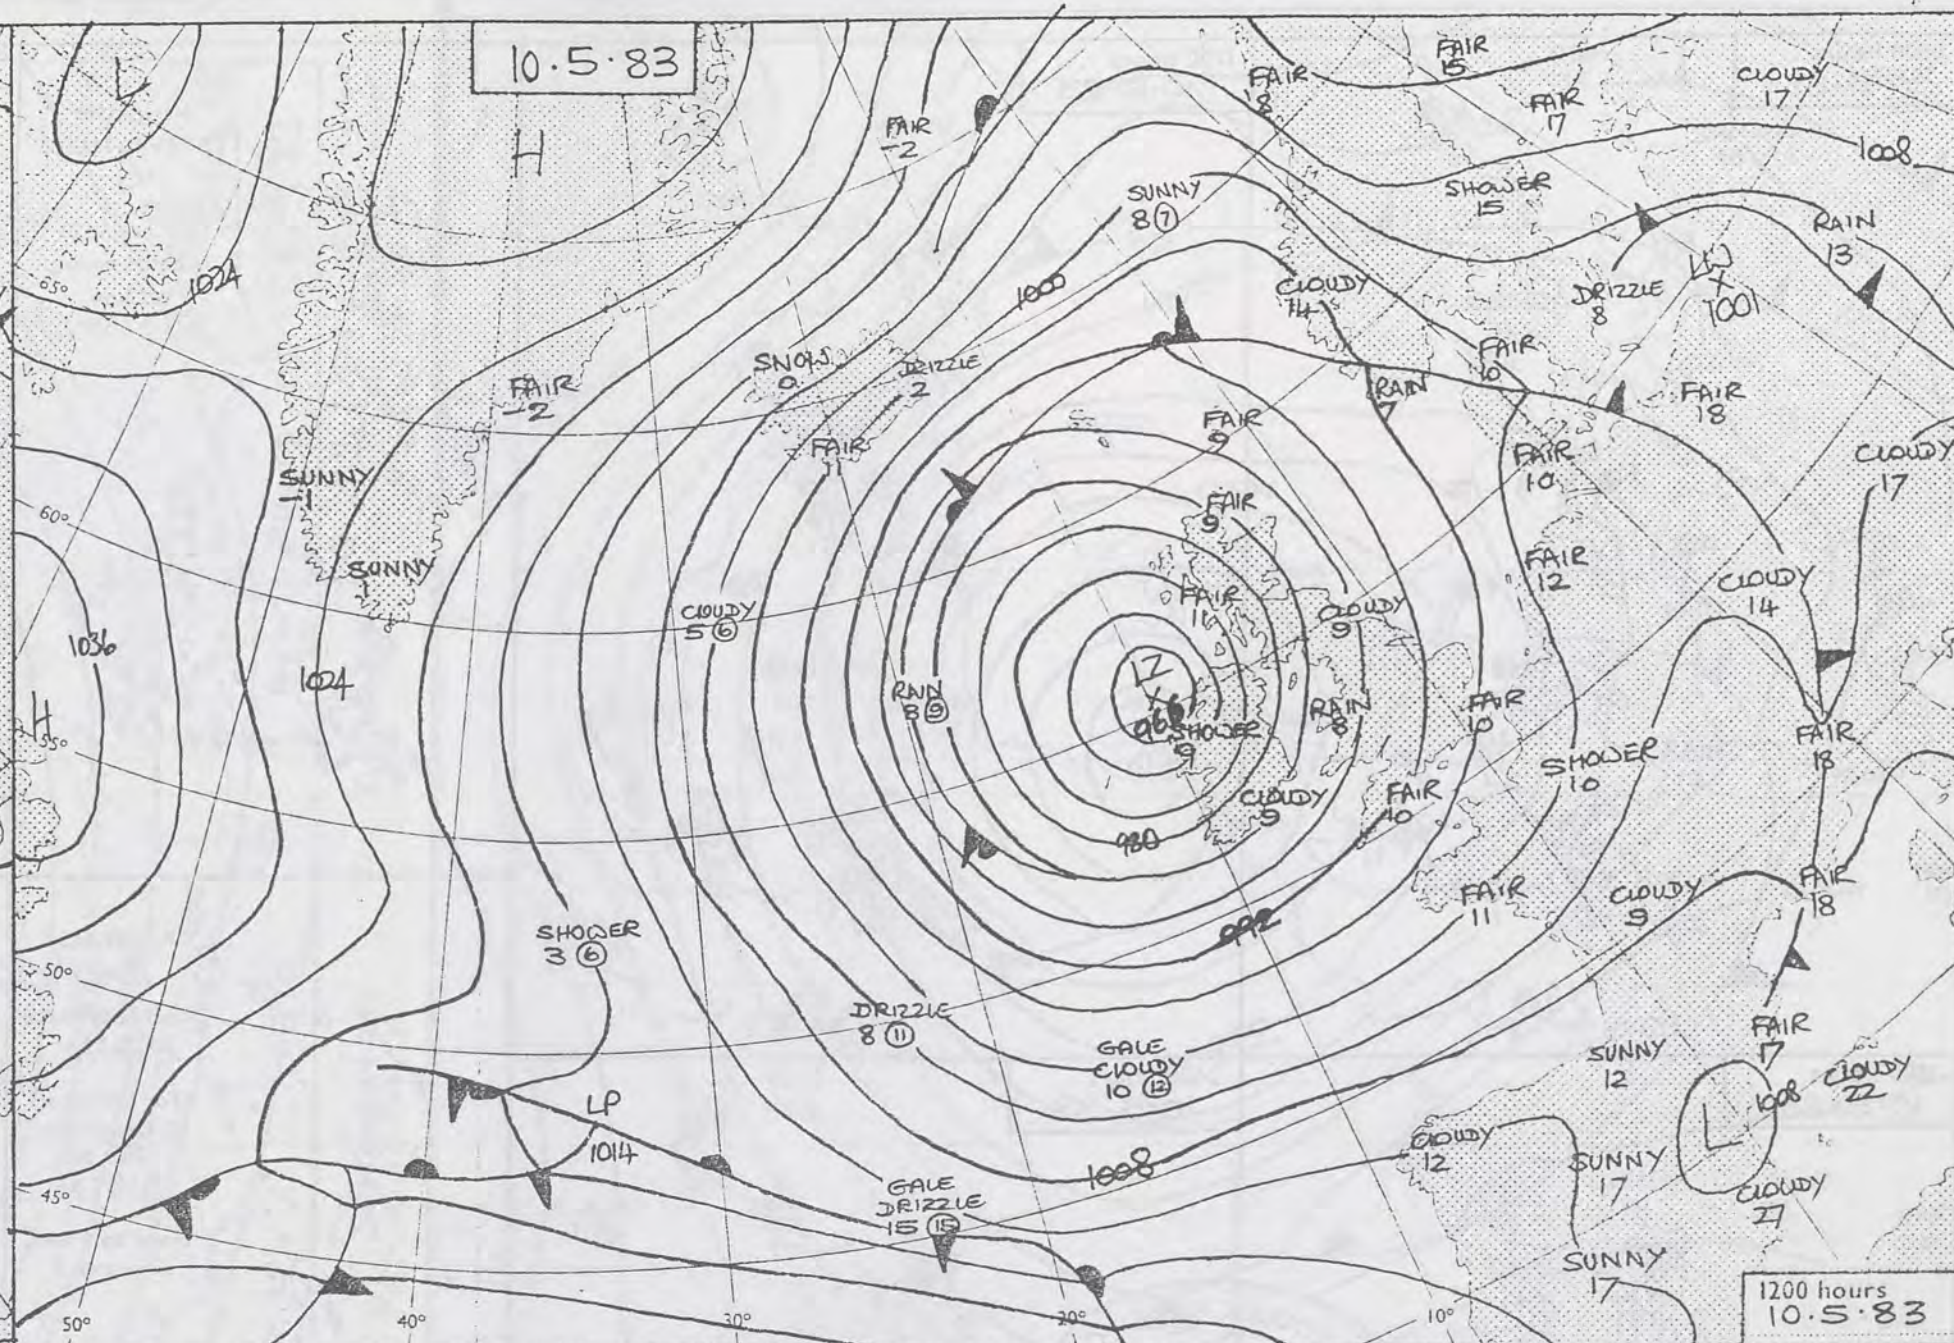 10·5·83
L
H
FAIR
15
FAIR
18
CLOUDY
17
FAIR
17
FAIR
-2
1008
SUNNY
8 (7)
SHOWER
15
RAIN
13
65°
1024
1000
CLOUDY
14
DRIZZLE
8
X
1001
SNOW
0
DRIZZLE
2
FAIR
10
RAIN
7
FAIR
18
FAIR
-2
FAIR
9
FAIR
11
FAIR
10
CLOUDY
17
SUNNY
-1
60°
FAIR
9
SUNNY
1
FAIR
12
CLOUDY
14
FAIR
11
CLOUDY
9
CLOUDY
5 (6)
1036
1024
H
55°
RAIN
8 (9)
X
966
SHOWER
9
RAIN
8
FAIR
10
SHOWER
10
FAIR
18
CLOUDY
9
FAIR
10
980
FAIR
11
CLOUDY
9
FAIR
18
992
SHOWER
3 (6)
50°
DRIZZLE
8 (11)
GALE
CLOUDY
10 (12)
SUNNY
12
FAIR
17
1008
CLOUDY
22
L
LP
1014
1008
CLOUDY
12
SUNNY
17
CLOUDY
27
45°
GALE
DRIZZLE
15 (15)
SUNNY
17
50°
40°
30°
20°
10°
1200 hours
10·5·83